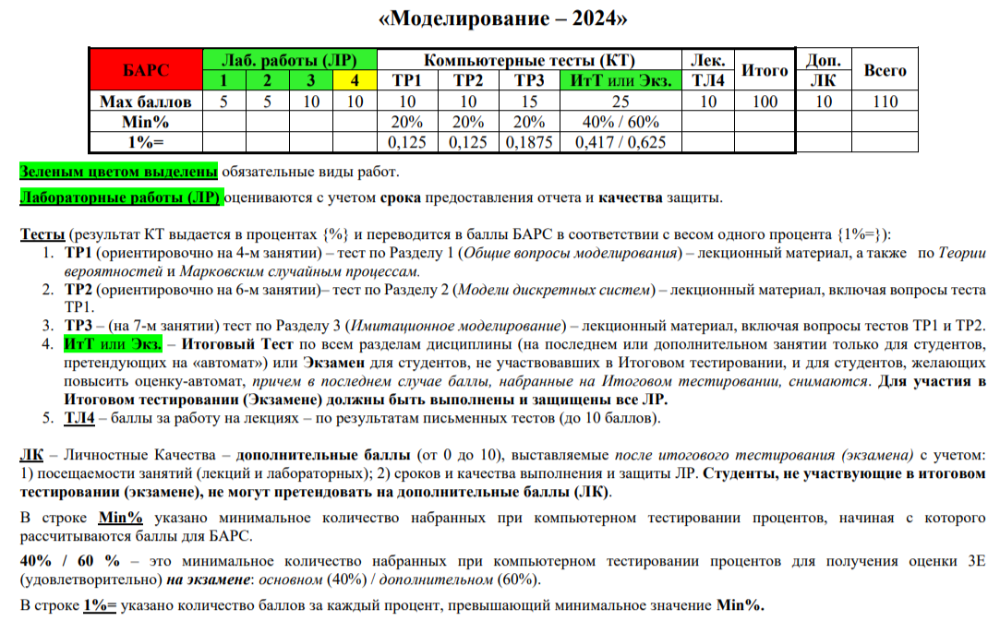 «Моделирование – 2024»
БАРС Лаб. работы (ЛР) Компьютерные тесты (КТ) Лек. Итого Доп. Всего
1 2 3 4 ТР1 ТР2 ТР3 ИтТ или Экз. ТЛ4 ЛК
Max баллов 5 5 10 10 10 10 15 25 10 100 10 110
Min% 20% 20% 20% 40% / 60%
1%= 0,125 0,125 0,1875 0,417 / 0,625
Зеленым цветом выделены обязательные виды работ.
Лабораторные работы (ЛР) оцениваются с учетом срока предоставления отчета и качества защиты.
Тесты (результат КТ выдается в процентах {%} и переводится в баллы БАРС в соответствии с весом одного процента {1%=}):
1. ТР1 (ориентировочно на 4-м занятии) – тест по Разделу 1 (Общие вопросы моделирования) – лекционный материал, а также по Теории
вероятностей и Марковским случайным процессам.
2. ТР2 (ориентировочно на 6-м занятии)– тест по Разделу 2 (Модели дискретных систем) – лекционный материал, включая вопросы теста
ТР1.
3. ТР3 – (на 7-м занятии) тест по Разделу 3 (Имитационное моделирование) – лекционный материал, включая вопросы тестов ТР1 и ТР2.
4. ИтТ или Экз. – Итоговый Тест по всем разделам дисциплины (на последнем или дополнительном занятии только для студентов,
претендующих на «автомат») или Экзамен для студентов, не участвовавших в Итоговом тестировании, и для студентов, желающих
повысить оценку-автомат, причем в последнем случае баллы, набранные на Итоговом тестировании, снимаются. Для участия в
Итоговом тестировании (Экзамене) должны быть выполнены и защищены все ЛР.
5. ТЛ4 – баллы за работу на лекциях – по результатам письменных тестов (до 10 баллов).
ЛК – Личностные Качества – дополнительные баллы (от 0 до 10), выставляемые после итогового тестирования (экзамена) с учетом:
1) посещаемости занятий (лекций и лабораторных); 2) сроков и качества выполнения и защиты ЛР. Студенты, не участвующие в итоговом
тестировании (экзамене), не могут претендовать на дополнительные баллы (ЛК).
В строке Min% указано минимальное количество набранных при компьютерном тестировании процентов, начиная с которого
рассчитываются баллы для БАРС.
40% / 60 % – это минимальное количество набранных при компьютерном тестировании процентов для получения оценки 3Е
(удовлетворительно) на экзамене: основном (40%) / дополнительном (60%).
В строке 1%= указано количество баллов за каждый процент, превышающий минимальное значение Min%.